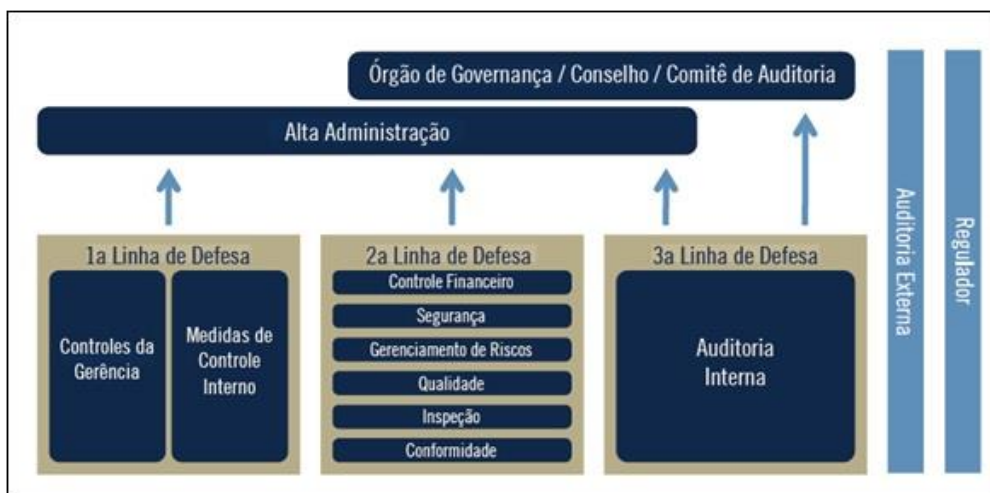 Órgão de Governança / Conselho / Comitê de Auditoria
Alta Administração
1a Linha de Defesa
Controles da
Gerência
Medidas de
Controle
Interno
2a Linha de Defesa
Controle Financeiro
Segurança
Gerenciamento de Riscos
Qualidade
Inspeção
Conformidade
3a Linha de Defesa
Auditoria
Interna
Auditoria Externa
Regulador